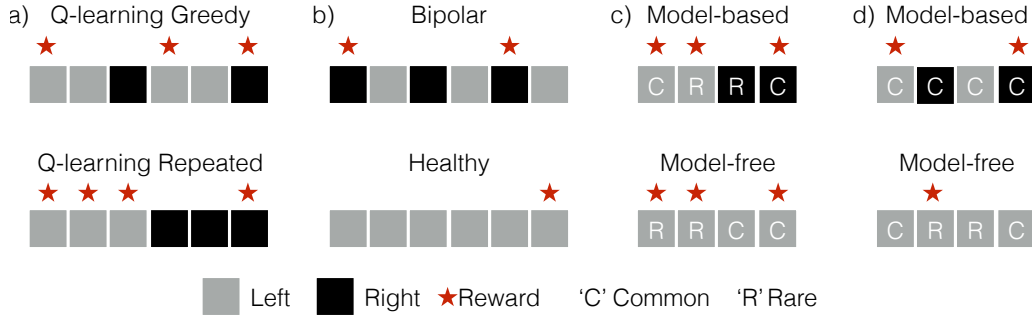 a) Q-learning Greedy
b) Bipolar
c) Model-based
C R R C
d) Model-based
C C C C
Q-learning Repeated
Healthy
Model-free
R R C C
Model-free
C R R C
Left Right Reward 'C' Common 'R' Rare